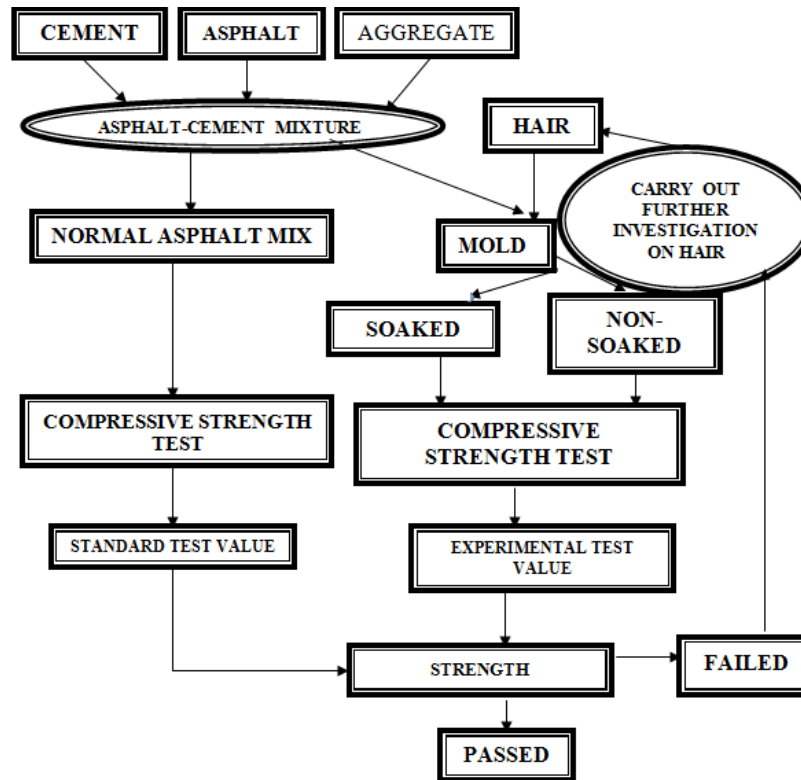 CEMENT
ASPHALT
AGGREGATE
ASPHALT-CEMENT MIXTURE
HAIR
CARRY OUT
FURTHER
INVESTIGATION
ON HAIR
NORMAL ASPHALT MIX
MOLD
SOAKED
NON-
SOAKED
COMPRESSIVE STRENGTH
TEST
COMPRESSIVE
STRENGTH TEST
STANDARD TEST VALUE
EXPERIMENTAL TEST
VALUE
STRENGTH
FAILED
PASSED